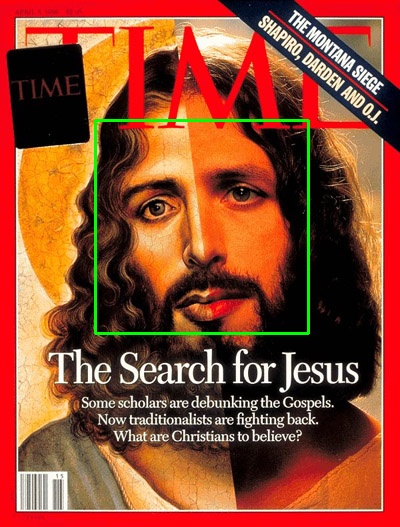 TIME
TIME
THE MONTANA SIEGE
SHAPIRO, DARDEN AND O.J.
The Search for Jesus
Some scholars are debunking the Gospels.
Now traditionalists are fighting back.
What are Christians to believe?
15